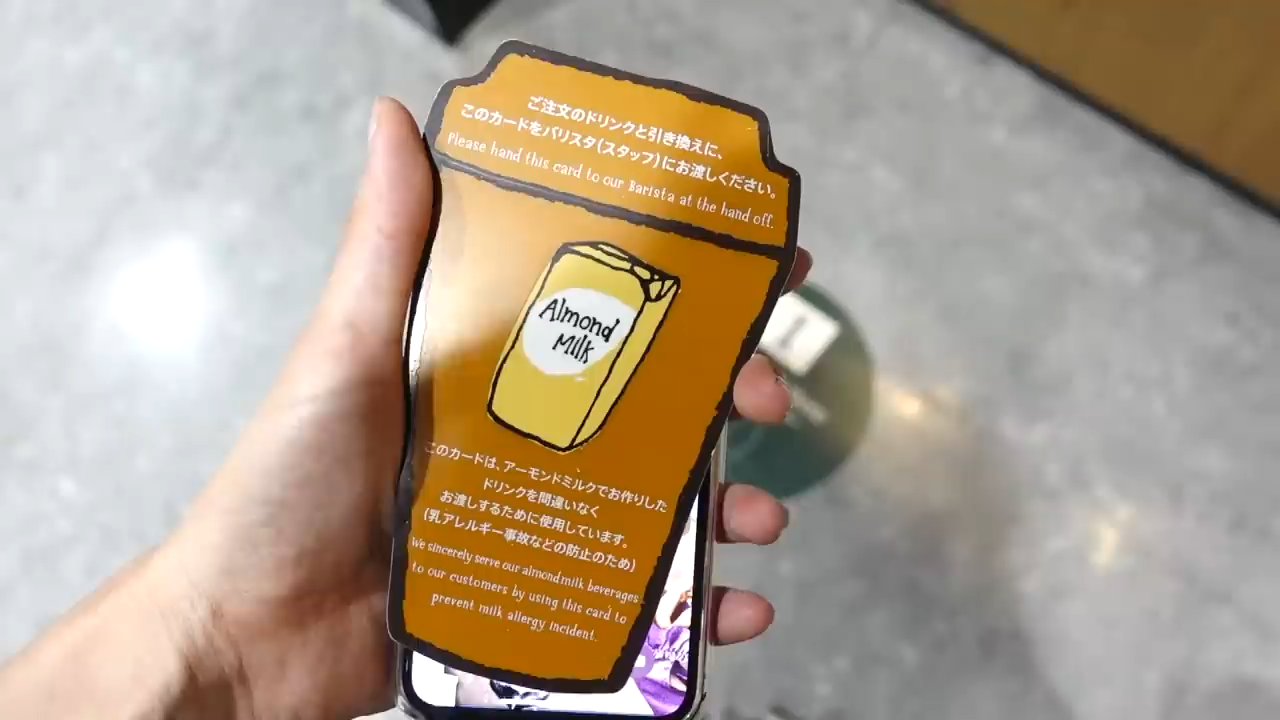 ご注文のドリンクと引き換えに、
このカードをバリスタ(スタッフ)にお渡しください。
Please hand this card to our Barista at the hand off.
Almond
Milk
このカードは、アーモンドミルクでお作りした
ドリンクを間違いなく
お渡しするために使用しています。
(乳アレルギー事故などの防止のため)
We sincerely serve our almondmilk beverages
to our customers by using this card to
prevent milk allergy incident.